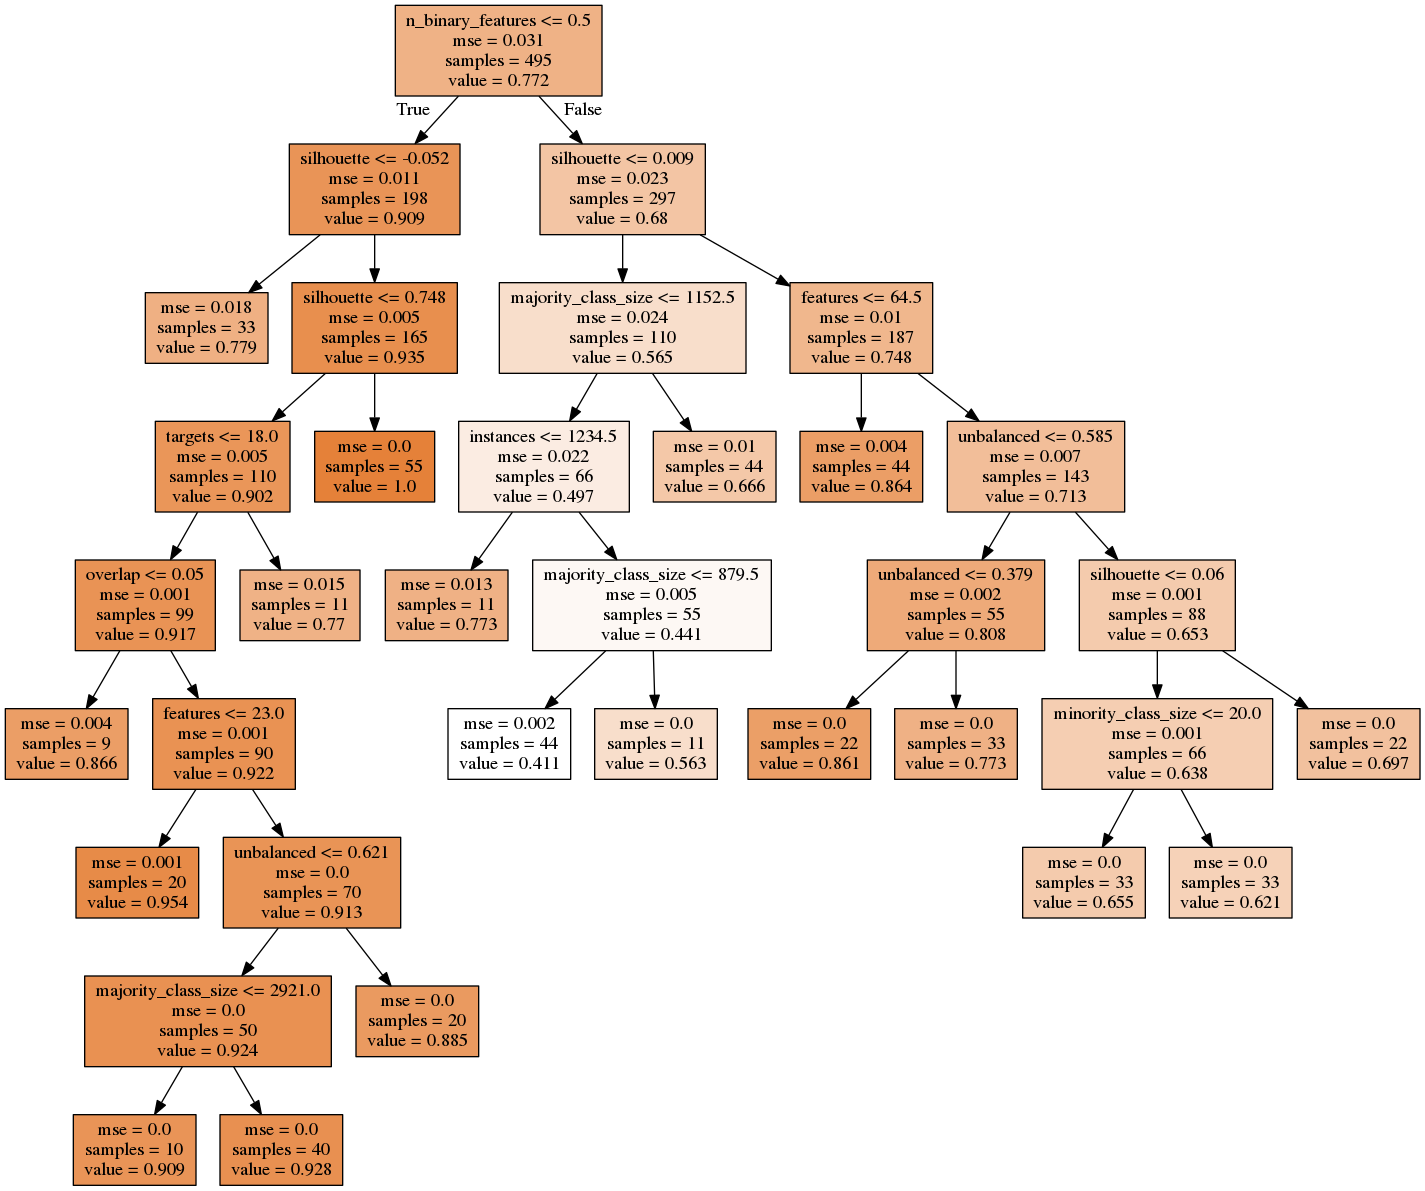 n_binary_features <= 0.5
mse = 0.031
samples = 495
value = 0.772
True
False
silhouette <= -0.052
mse = 0.011
samples = 198
value = 0.909
silhouette <= 0.009
mse = 0.023
samples = 297
value = 0.68
mse = 0.018
samples = 33
value = 0.779
silhouette <= 0.748
mse = 0.005
samples = 165
value = 0.935
majority_class_size <= 1152.5
mse = 0.024
samples = 110
value = 0.565
features <= 64.5
mse = 0.01
samples = 187
value = 0.748
targets <= 18.0
mse = 0.005
samples = 110
value = 0.902
mse = 0.0
samples = 55
value = 1.0
instances <= 1234.5
mse = 0.022
samples = 66
value = 0.497
mse = 0.01
samples = 44
value = 0.666
mse = 0.004
samples = 44
value = 0.864
unbalanced <= 0.585
mse = 0.007
samples = 143
value = 0.713
overlap <= 0.05
mse = 0.001
samples = 99
value = 0.917
mse = 0.015
samples = 11
value = 0.77
mse = 0.013
samples = 11
value = 0.773
majority_class_size <= 879.5
mse = 0.005
samples = 55
value = 0.441
unbalanced <= 0.379
mse = 0.002
samples = 55
value = 0.808
silhouette <= 0.06
mse = 0.001
samples = 88
value = 0.653
mse = 0.004
samples = 9
value = 0.866
features <= 23.0
mse = 0.001
samples = 90
value = 0.922
mse = 0.002
samples = 44
value = 0.411
mse = 0.0
samples = 11
value = 0.563
mse = 0.0
samples = 22
value = 0.861
mse = 0.0
samples = 33
value = 0.773
minority_class_size <= 20.0
mse = 0.001
samples = 66
value = 0.638
mse = 0.0
samples = 22
value = 0.697
mse = 0.001
samples = 20
value = 0.954
unbalanced <= 0.621
mse = 0.0
samples = 70
value = 0.913
mse = 0.0
samples = 33
value = 0.655
mse = 0.0
samples = 33
value = 0.621
majority_class_size <= 2921.0
mse = 0.0
samples = 50
value = 0.924
mse = 0.0
samples = 20
value = 0.885
mse = 0.0
samples = 10
value = 0.909
mse = 0.0
samples = 40
value = 0.928